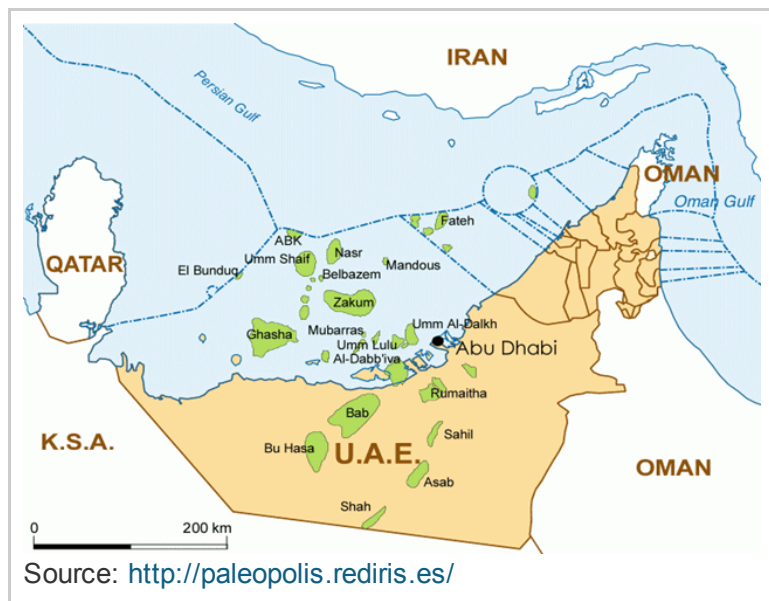 IRAN
Persian Gulf
OMAN
Oman Gulf
QATAR
ABK
Fateh
Umm Shaif
Nasr
El Bunduq
Belbazem
Mandous
Zakum
Ghasha
Mubarras
Umm Al-Dalkh
Umm Lulu
Abu Dhabi
Al-Dabb'iya
Rumaitha
Bab
K.S.A.
Sahil
Bu Hasa
U.A.E.
OMAN
Asab
Shah
0
200 km
Source: http://paleopolis.rediris.es/